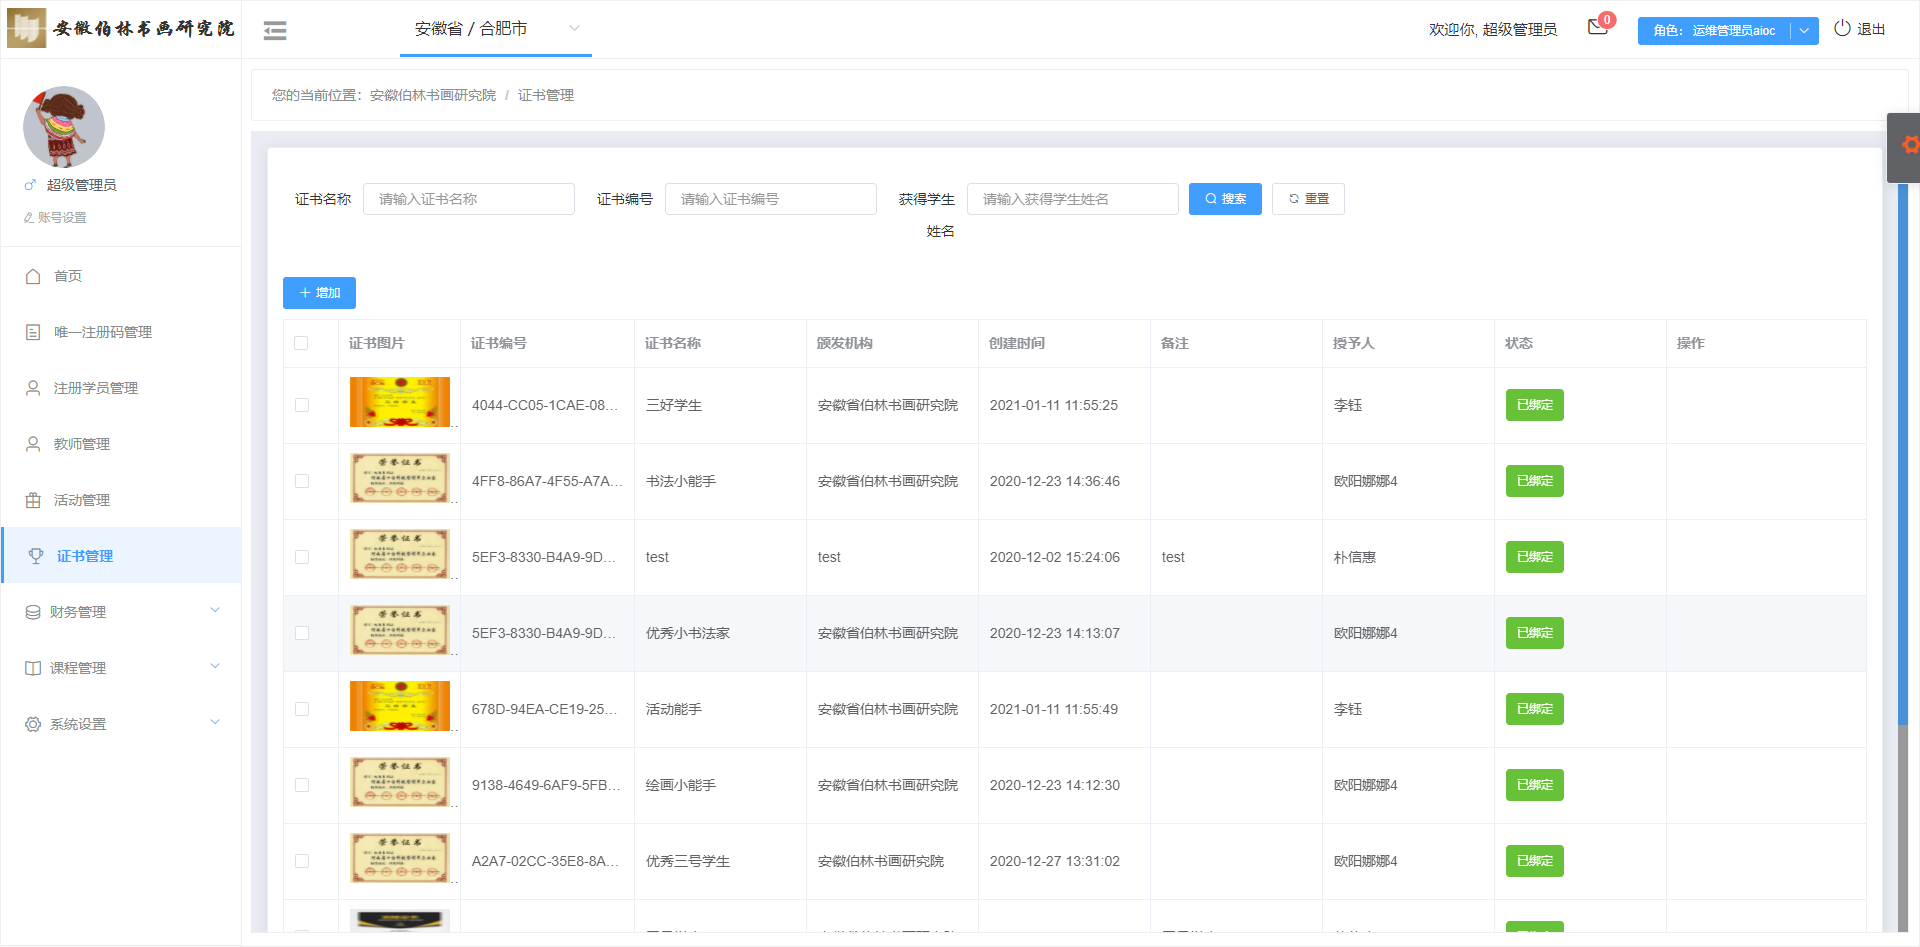 安徽伯林书画研究院
安徽省 / 合肥市
欢迎你, 超级管理员
0
角色： 运维管理员aioc
退出
超级管理员
账号设置
首页
唯一注册码管理
注册学员管理
教师管理
活动管理
证书管理
财务管理
课程管理
系统设置
您的当前位置： 安徽伯林书画研究院 / 证书管理
证书名称 请输入证书名称 证书编号 请输入证书编号 获得学生姓名 请输入获得学生姓名 搜索 重置
增加
证书图片 证书编号 证书名称 颁发机构 创建时间 备注 授予人 状态 操作
4044-CC05-1CAE-08... 三好学生 安徽省伯林书画研究院 2021-01-11 11:55:25 李钰 已绑定
荣誉证书
4FF8-86A7-4F55-A7A... 书法小能手 安徽省伯林书画研究院 2020-12-23 14:36:46 欧阳娜娜4 已绑定
荣誉证书
5EF3-8330-B4A9-9D... test test 2020-12-02 15:24:06 test 朴信惠 已绑定
荣誉证书
5EF3-8330-B4A9-9D... 优秀小书法家 安徽省伯林书画研究院 2020-12-23 14:13:07 欧阳娜娜4 已绑定
678D-94EA-CE19-25... 活动能手 安徽省伯林书画研究院 2021-01-11 11:55:49 李钰 已绑定
荣誉证书
9138-4649-6AF9-5FB... 绘画小能手 安徽省伯林书画研究院 2020-12-23 14:12:30 欧阳娜娜4 已绑定
荣誉证书
A2A7-02CC-35E8-8A... 优秀三号学生 安徽伯林书画研究院 2020-12-27 13:31:02 欧阳娜娜4 已绑定